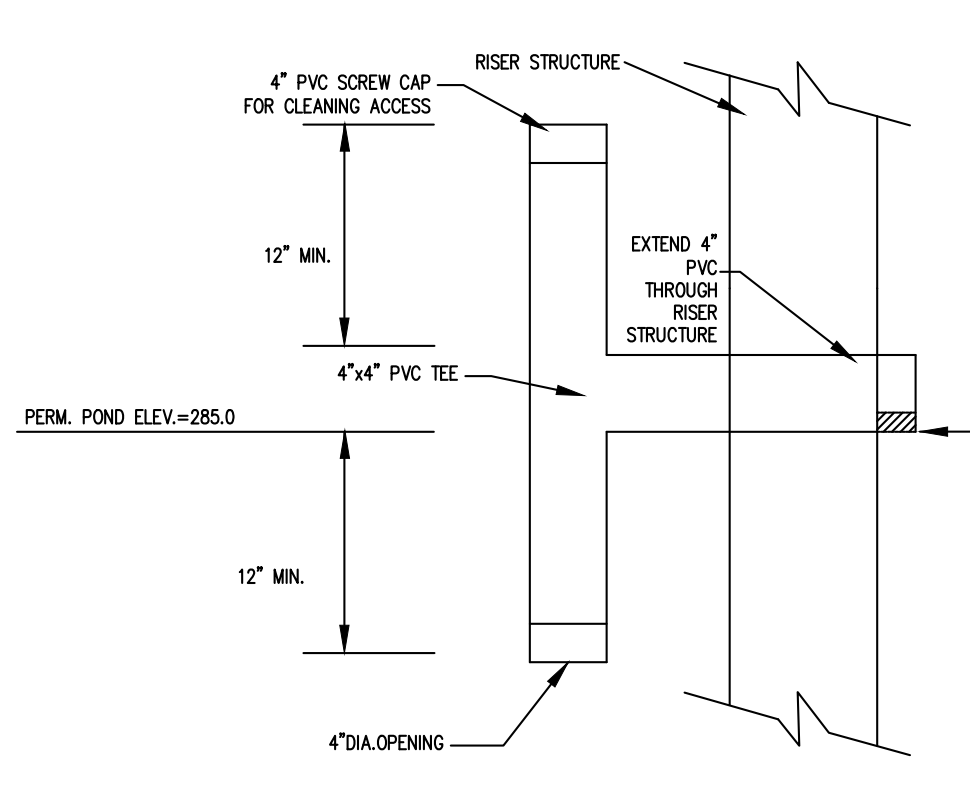 RISER STRUCTURE
4" PVC SCREW CAP
FOR CLEANING ACCESS
12" MIN.
EXTEND 4"
PVC
THROUGH
RISER
STRUCTURE
4"x4" PVC TEE
PERM. POND ELEV.=285.0
12" MIN.
4"DIA.OPENING